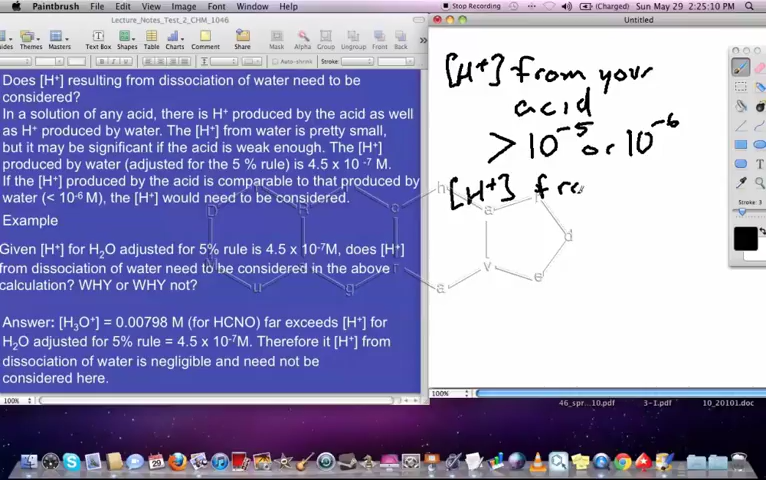 Paintbrush File Edit View Image Font Window Help
Stop Recording
(Charged) Sun May 29 2:25:10 PM
Lecture_Notes_Test_2_CHM_1046
Untitled
Themes Masters Text Box Shapes Table Chart Comment Share Mask Alpha Group Ungroup Front Back
Auto-shrink Stroke:
Does [H+] resulting from dissociation of water need to be
considered?
In a solution of any acid, there is H+ produced by the acid as well
as H+ produced by water. The [H+] from water is pretty small,
but it may be significant if the acid is weak enough. The [H+]
produced by water (adjusted for the 5 % rule) is 4.5 x 10 -7 M.
If the [H+] produced by the acid is comparable to that produced by
water (< 10-6 M), the [H+] would need to be considered.
Example
Given [H+] for H2O adjusted for 5% rule is 4.5 x 10-7M, does [H+]
from dissociation of water need to be considered in the above
calculation? WHY or WHY not?
Answer: [H3O+] = 0.00798 M (for HCNO) far exceeds [H+] for
H2O adjusted for 5% rule = 4.5 x 10-7M. Therefore it [H+] from
dissociation of water is negligible and need not be
considered here.
[H+] from your
acid
> 10-5 or 10-6
[H+] fro
Stroke: 3
100%
100%
46_spr...10.pdf 3-I.pdf 10_20101.doc